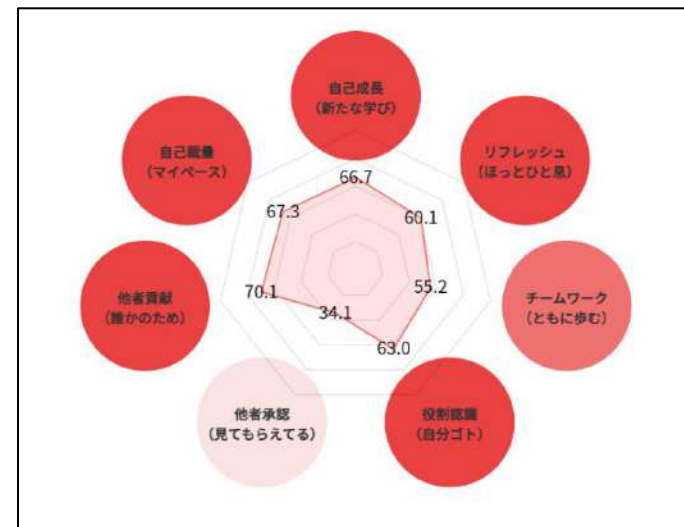 自己成長
（新たな学び）
リフレッシュ
（ほっとひと息）
チームワーク
（ともに歩む）
役割認識
（自分ゴト）
他者承認
（見てもらえてる）
他者貢献
（誰かのため）
自己裁量
（マイペース）
66.7
60.1
55.2
63.0
34.1
70.1
67.3